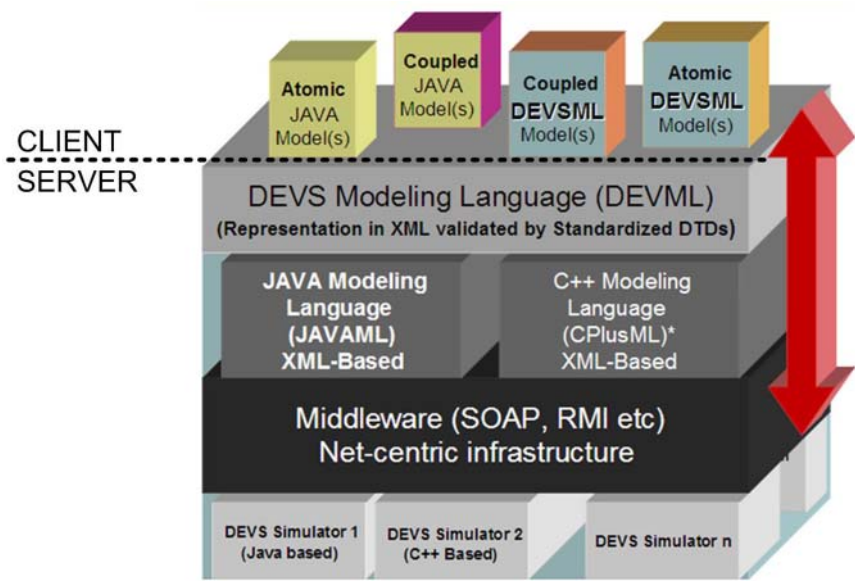 Atomic
JAVA
Model(s)
Coupled
JAVA
Model(s)
Coupled
DEVSML
Model(s)
Atomic
DEVSML
Model(s)
CLIENT
SERVER
DEVS Modeling Language (DEVML)
(Representation in XML validated by Standardized DTDs)
JAVA Modeling
Language
(JAVAML)
XML-Based
C++ Modeling
Language
(CPlusML)*
XML-Based
Middleware (SOAP, RMI etc)
Net-centric infrastructure
DEVS Simulator 1
(Java based)
DEVS Simulator 2
(C++ Based)
DEVS Simulator n